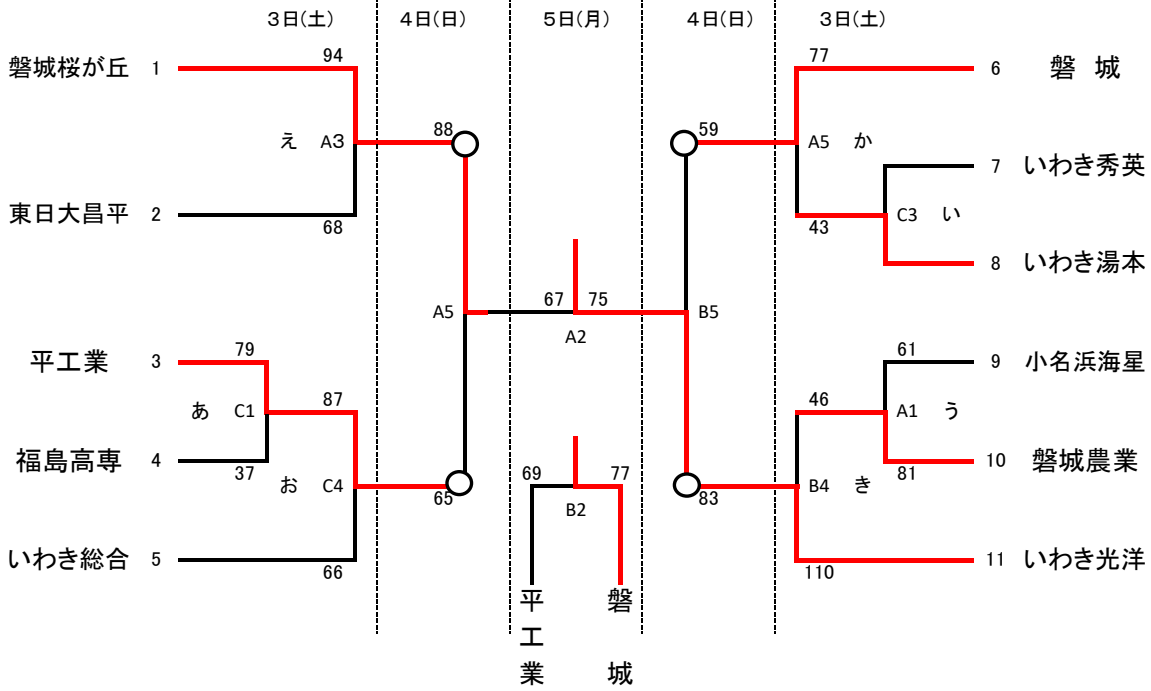 ３日(土)
４日(日)
５日(月)
４日(日)
３日(土)
磐城桜が丘 1 94 77 6 磐 城
え A3 88 59 A5 か
7 いわき秀英
東日大昌平 2 68 43 C3 い
8 いわき湯本
67 75
A5 A2 B5
平工業 3 79 61 9 小名浜海星
あ C1 87 46 A1 う
福島高専 4 37 81 10 磐城農業
お C4 65 69 77 83 B4 き
B2
いわき総合 5 66 110 11 いわき光洋
平工業
磐城